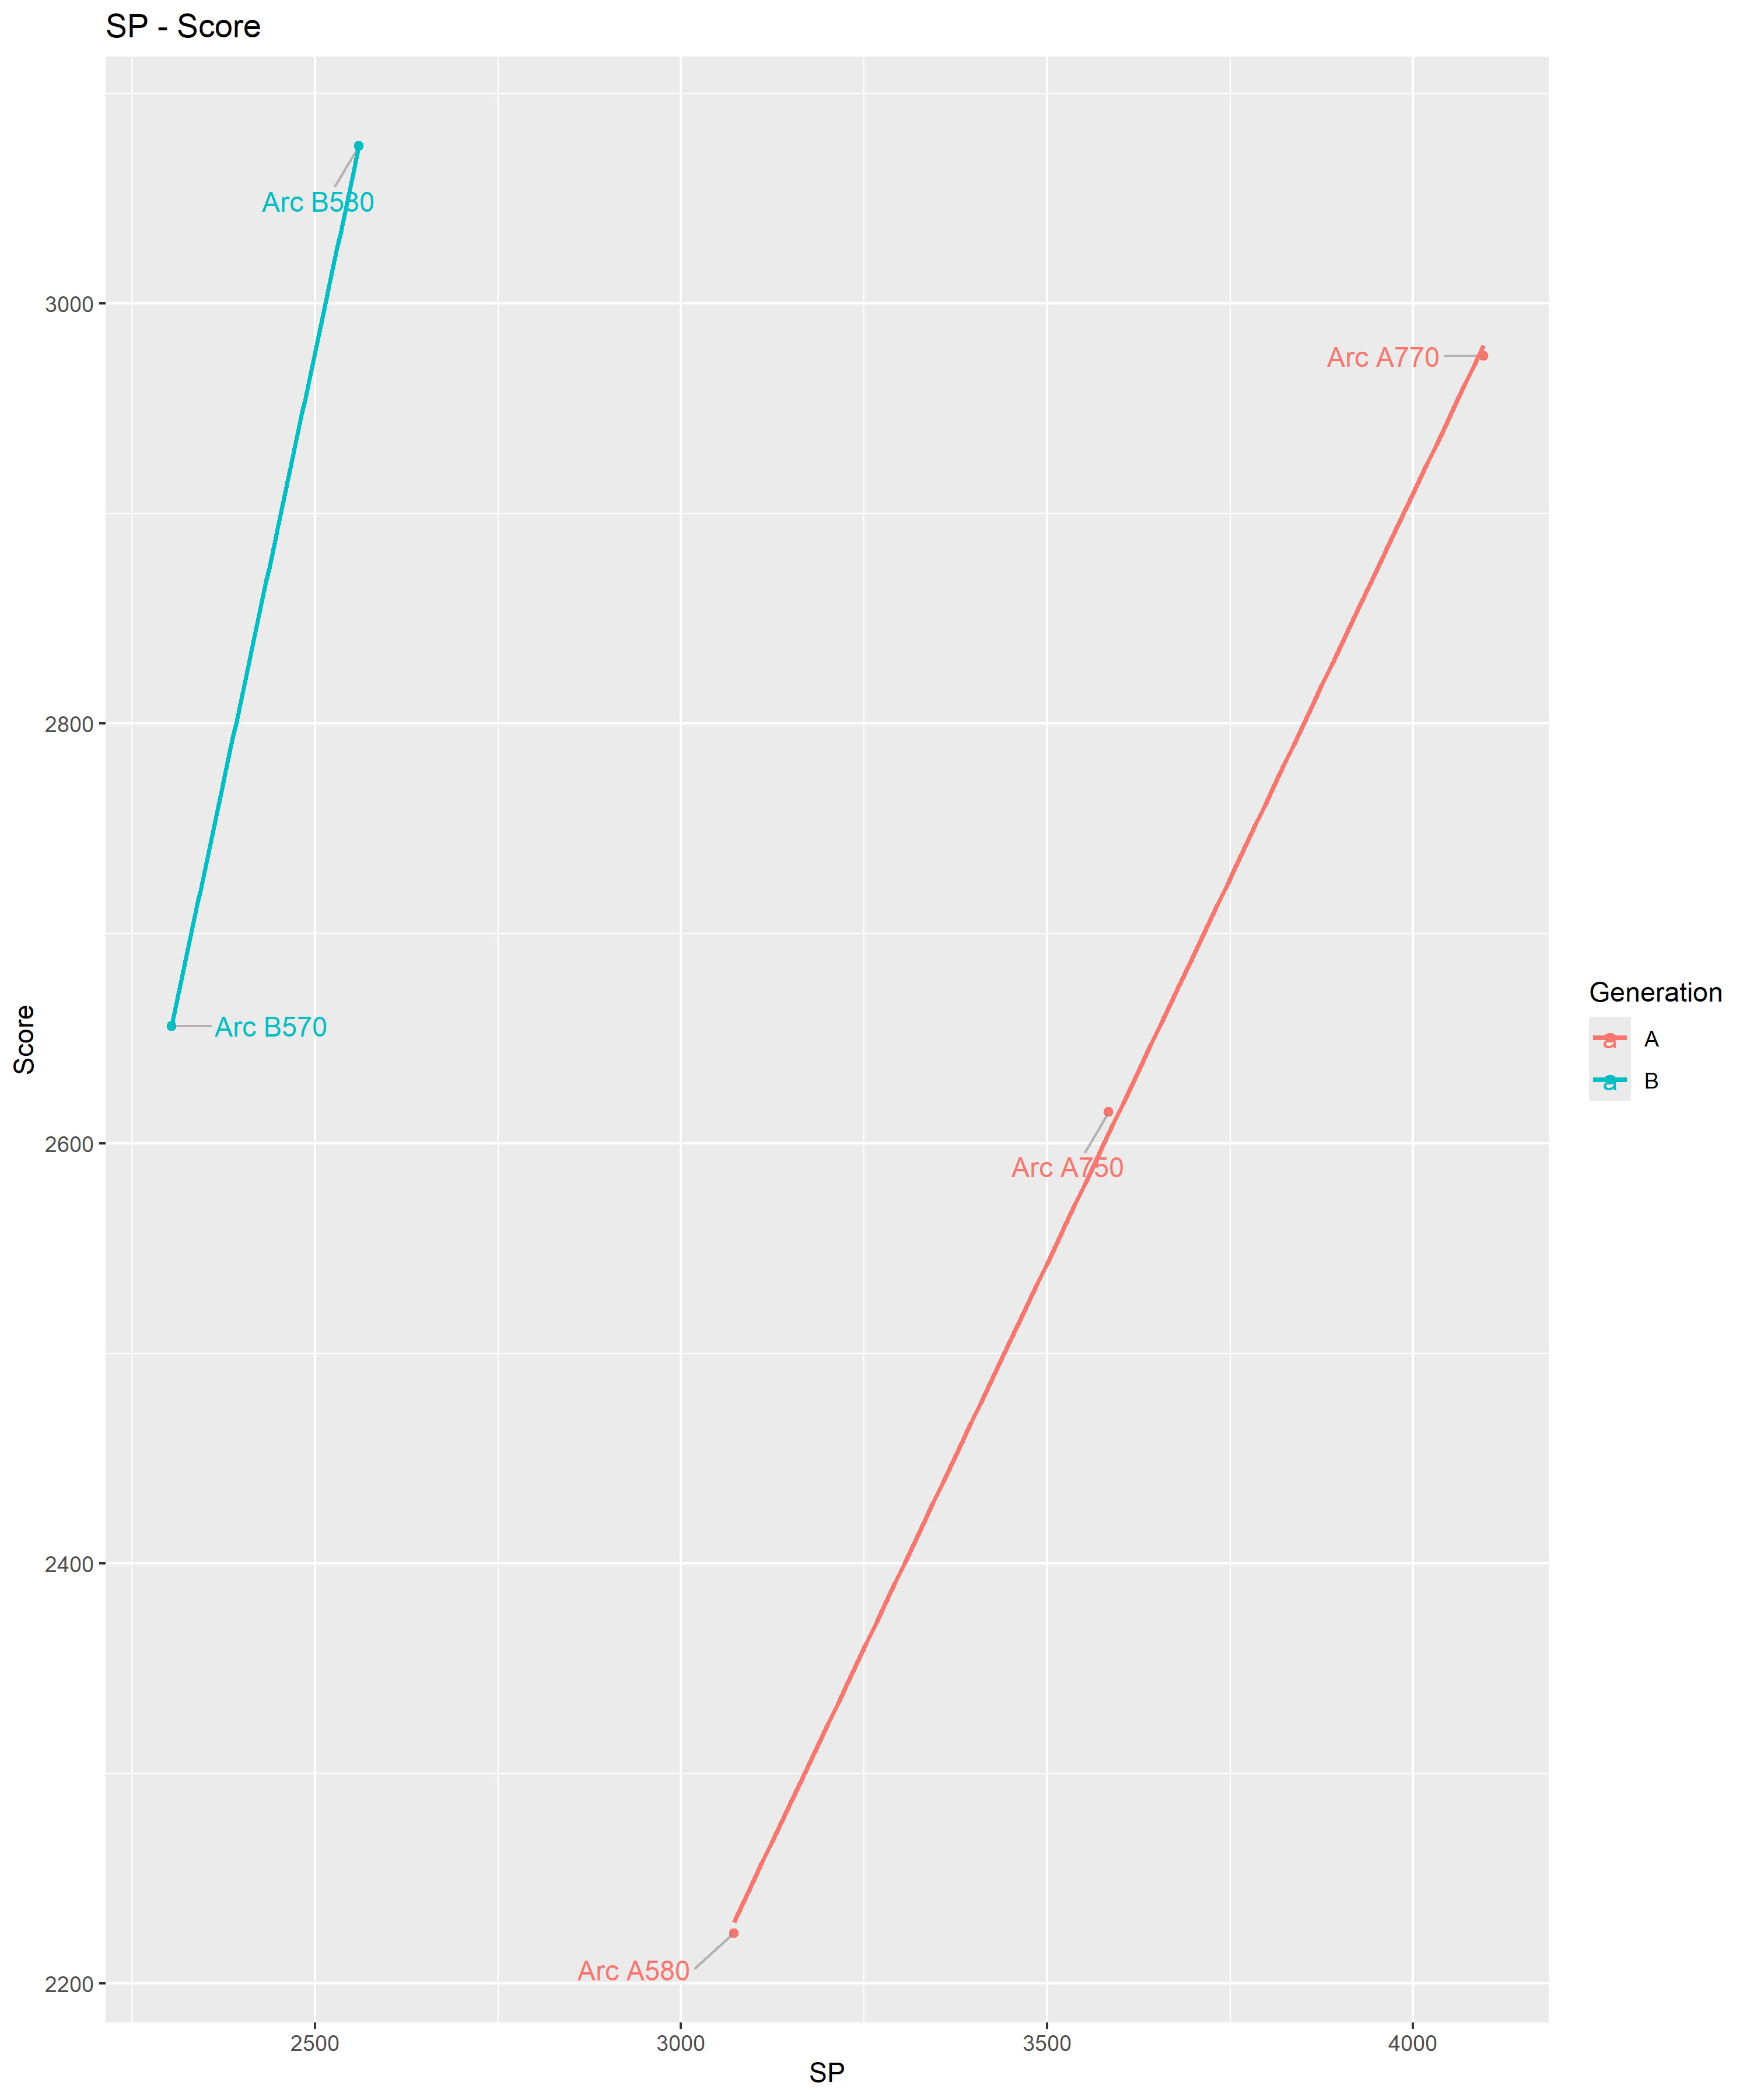 SP - Score
Arc B580
3000
Arc A770
2800
Generation
Score
Arc B570
a A
a B
2600
Arc A750
2400
Arc A580
2200
2500 3000 3500 4000
SP